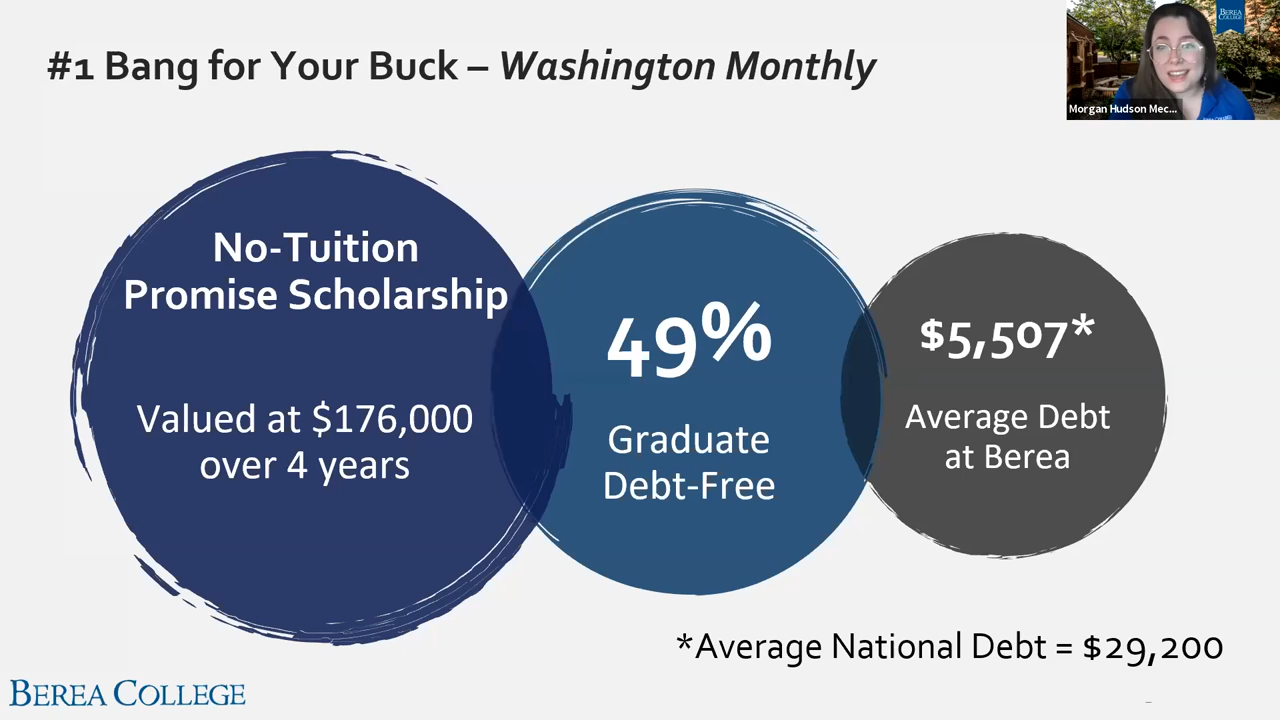 #1 Bang for Your Buck – Washington Monthly
BEREA
COLLEGE
Morgan Hudson Mec...
No-Tuition
Promise Scholarship
Valued at $176,000
over 4 years
49%
Graduate
Debt-Free
$5,507*
Average Debt
at Berea
*Average National Debt = $29,200
BEREA COLLEGE